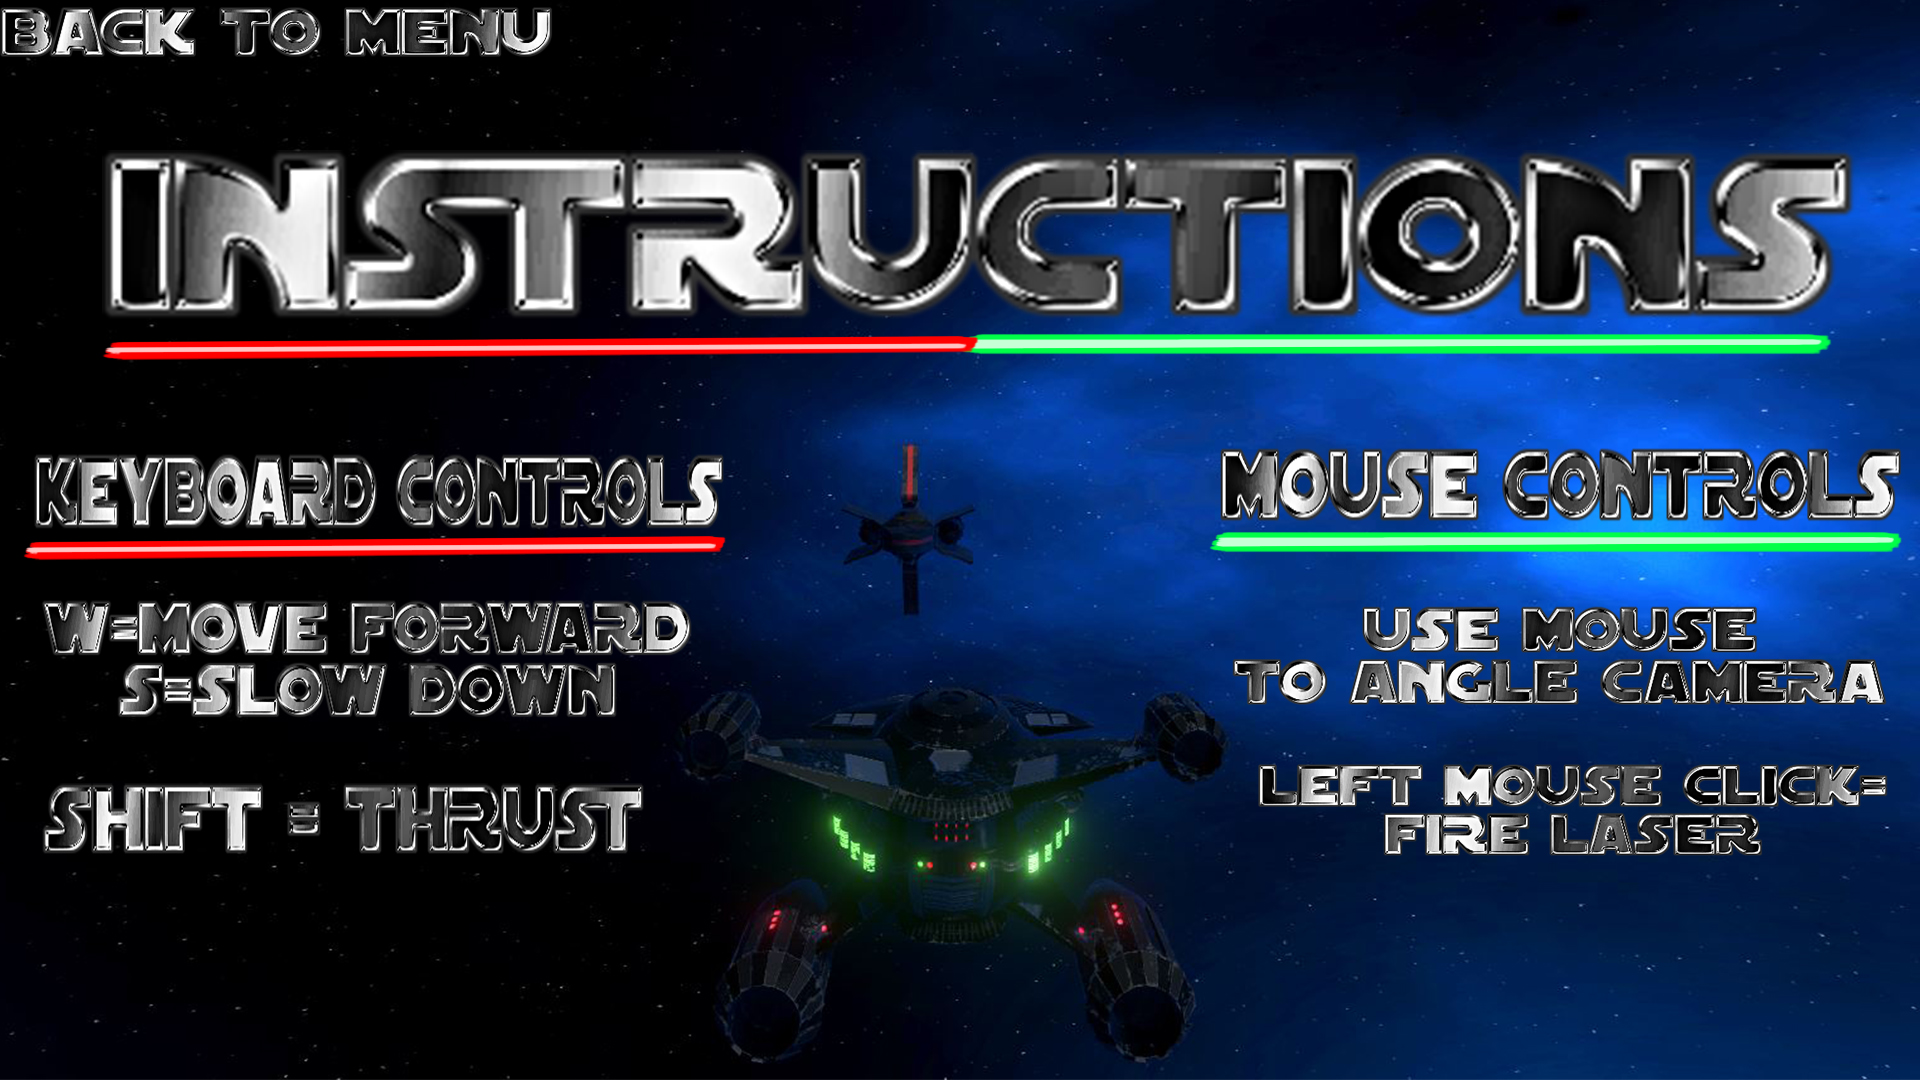 BACK TO MENU
INSTRUCTIONS
KEYBOARD CONTROLS
W=MOVE FORWARD
S=SLOW DOWN
SHIFT = THRUST
MOUSE CONTROLS
USE MOUSE
TO ANGLE CAMERA
LEFT MOUSE CLICK=
FIRE LASER